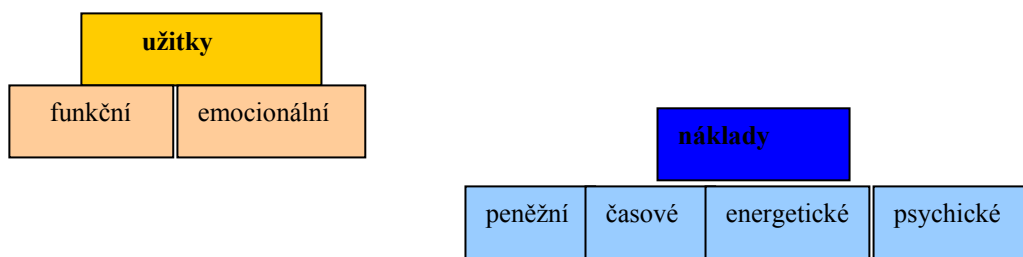 užitky
funkční emocionální
náklady
peněžní časové energetické psychické